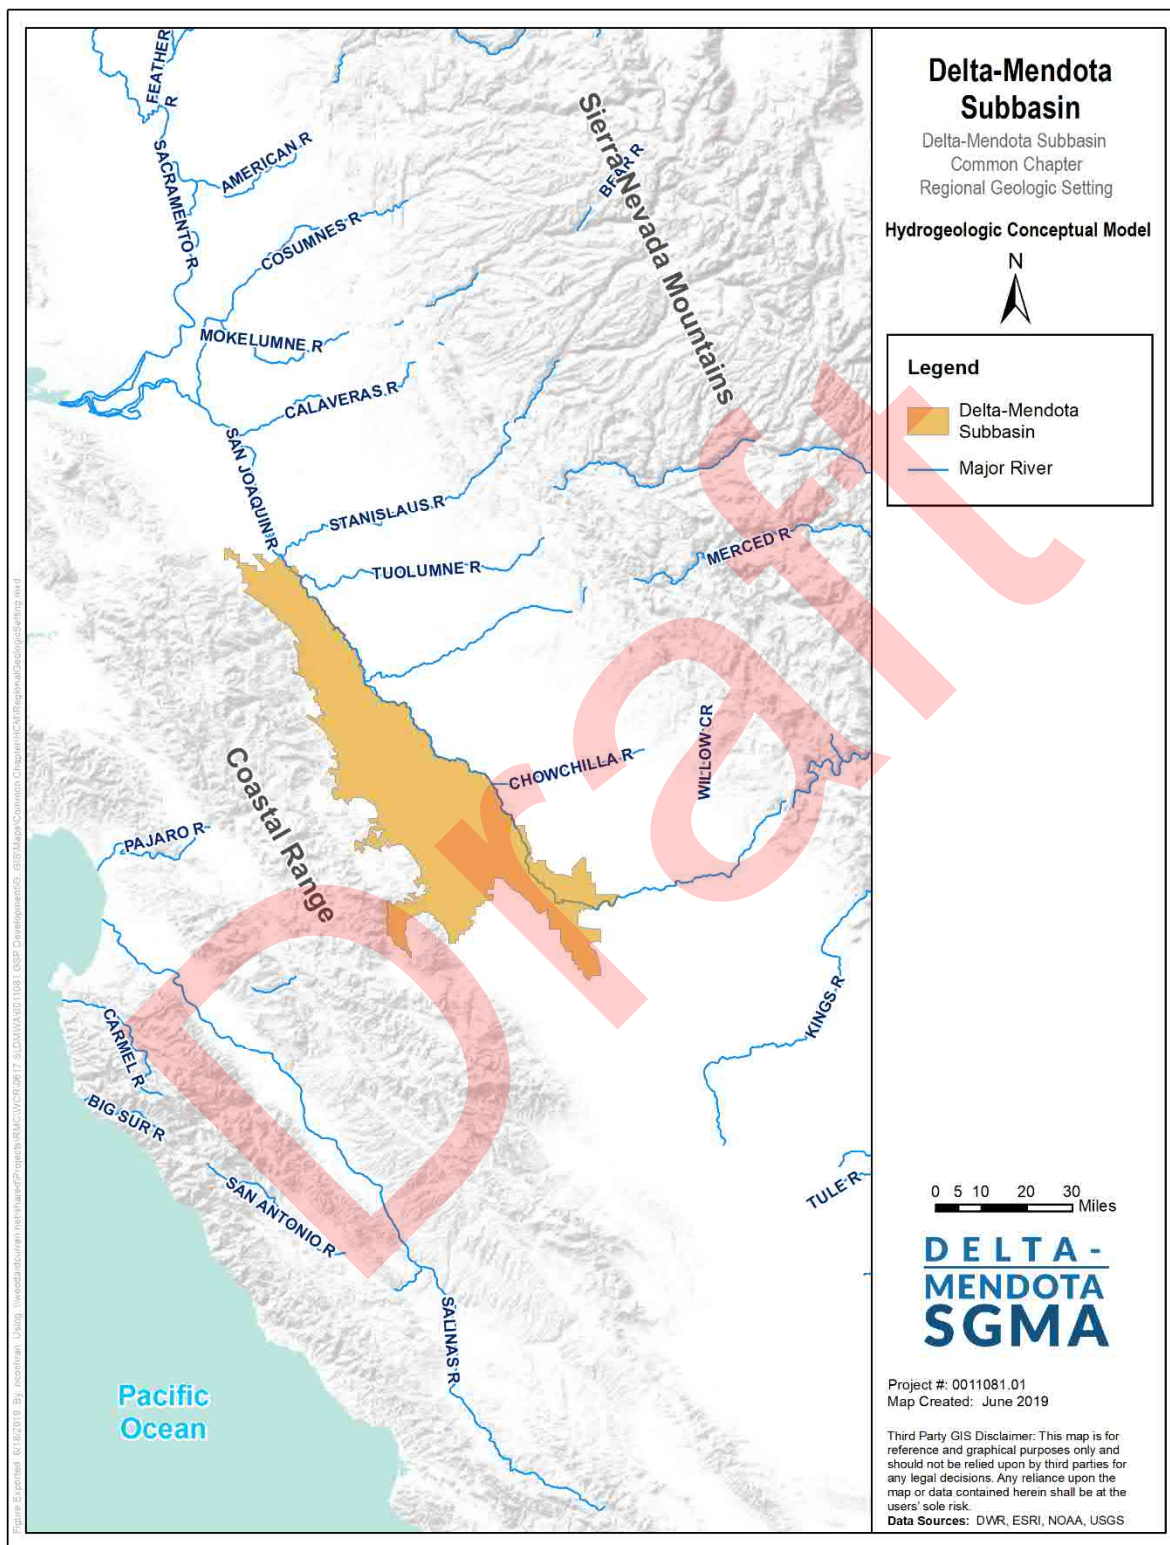 Delta-Mendota
Subbasin
Delta-Mendota Subbasin
Common Chapter
Regional Geologic Setting
Hydrogeologic Conceptual Model
N
Legend
Delta-Mendota
Subbasin
Major River
FEATHER
R
SACRAMENTO R
AMERICAN R
BEAR R
Sierra Nevada Mountains
COSUMNES R
MOKELUMNE R
CALAVERAS R
SAN JOAQUIN R
STANISLAUS R
TUOLUMNE R
MERCED R
WILLOW CR
CHOWCHILLA R
Coastal Range
PAJARO R
KINGS R
CARMEL R
BIG SUR R
SAN ANTONIO R
TULE R
SALINAS R
Pacific
Ocean
Draft
0 5 10 20 30
Miles
DELTA-
MENDOTA
SGMA
Project #: 0011081.01
Map Created: June 2019
Third Party GIS Disclaimer: This map is for
reference and graphical purposes only and
should not be relied upon by third parties for
any legal decisions. Any reliance upon the
map or data contained herein shall be at the
users' sole risk.
Data Sources: DWR, ESRI, NOAA, USGS